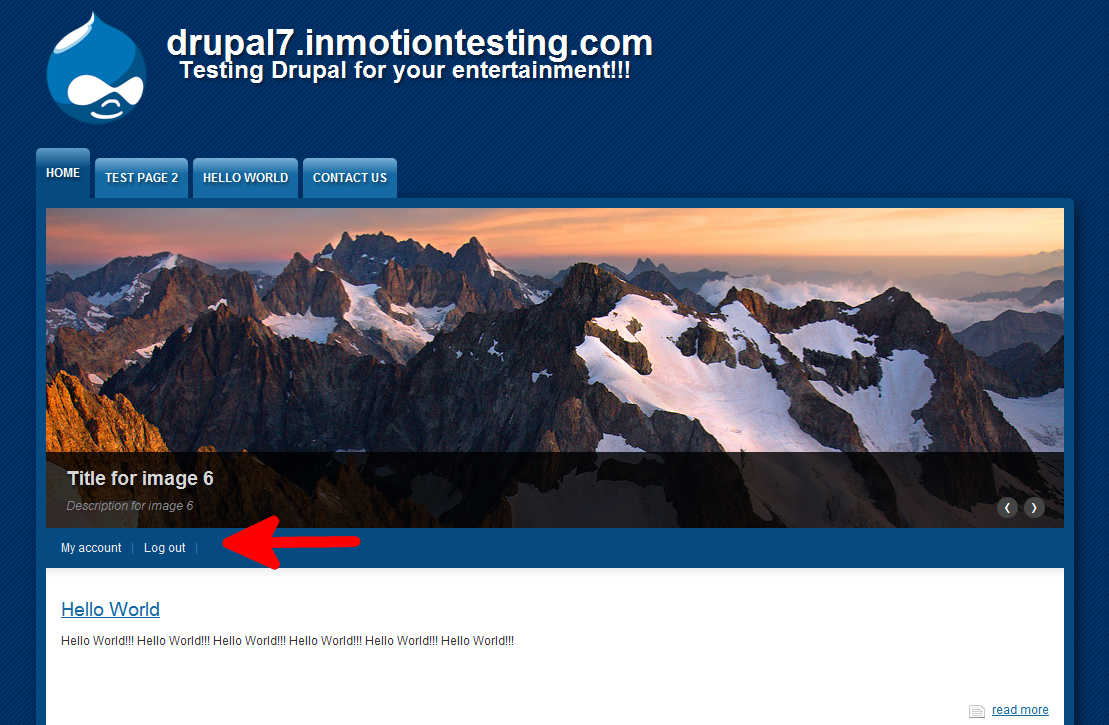 drupal7.inmotiontesting.com
Testing Drupal for your entertainment!!!
HOME
TEST PAGE 2
HELLO WORLD
CONTACT US
Title for image 6
Description for image 6
My account | Log out |
Hello World
Hello World!!! Hello World!!! Hello World!!! Hello World!!! Hello World!!! Hello World!!!
read more